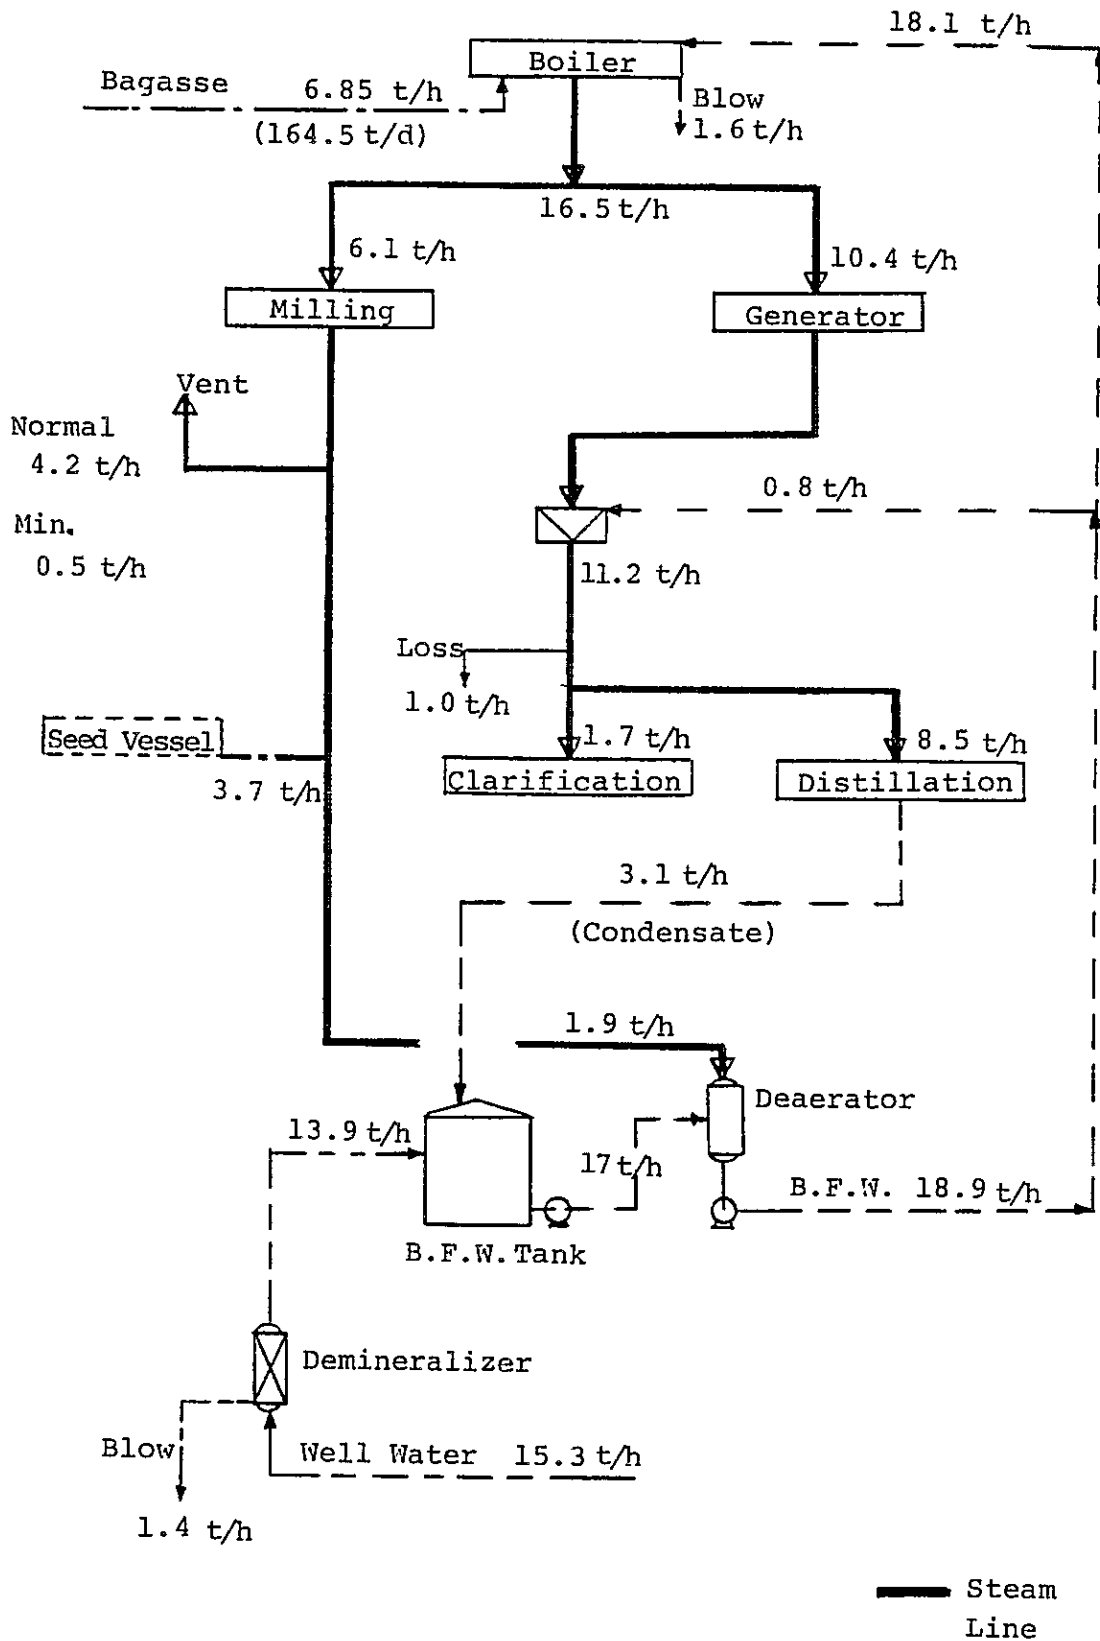 18.1 t/h
Boiler
Bagasse 6.85 t/h
(164.5 t/d)
Blow
1.6 t/h
16.5 t/h
6.1 t/h
10.4 t/h
Milling
Generator
Vent
Normal
4.2 t/h
Min.
0.5 t/h
0.8 t/h
11.2 t/h
Loss
1.0 t/h
Seed Vessel
3.7 t/h
1.7 t/h
8.5 t/h
Clarification
Distillation
3.1 t/h
(Condensate)
1.9 t/h
Deaerator
13.9 t/h
17 t/h
B.F.W. 18.9 t/h
B.F.W. Tank
Demineralizer
Blow
Well Water 15.3 t/h
1.4 t/h
Steam
Line